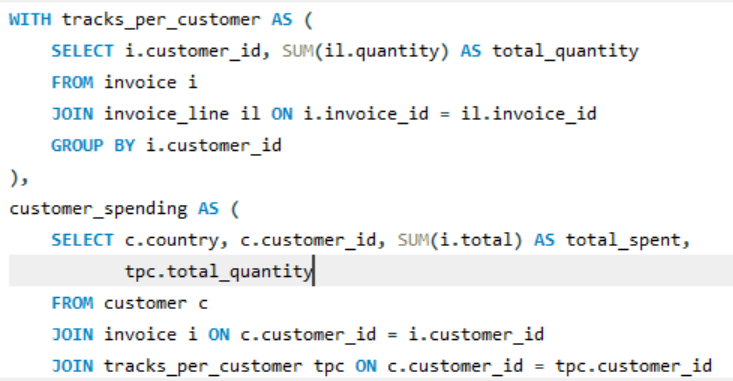 WITH tracks_per_customer AS (
    SELECT i.customer_id, SUM(il.quantity) AS total_quantity
    FROM invoice i
    JOIN invoice_line il ON i.invoice_id = il.invoice_id
    GROUP BY i.customer_id
),
customer_spending AS (
    SELECT c.country, c.customer_id, SUM(i.total) AS total_spent,
           tpc.total_quantity
    FROM customer c
    JOIN invoice i ON c.customer_id = i.customer_id
    JOIN tracks_per_customer tpc ON c.customer_id = tpc.customer_id